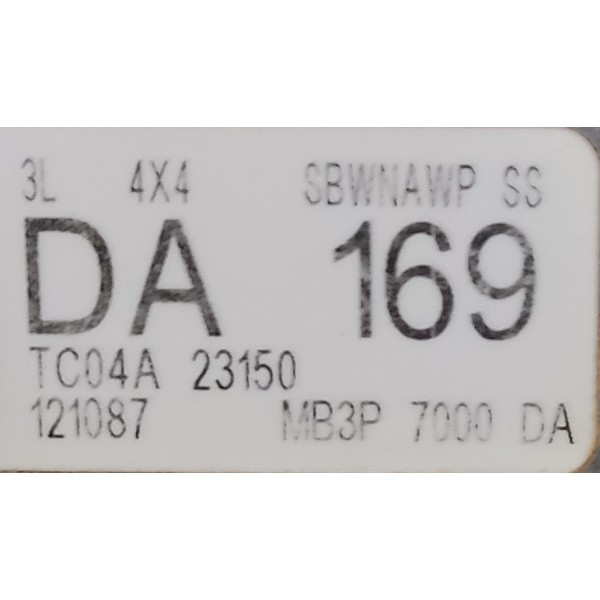 3L 4X4 SBWNAWP SS
DA 169
TC04A 23150
121087 MB3P 7000 DA